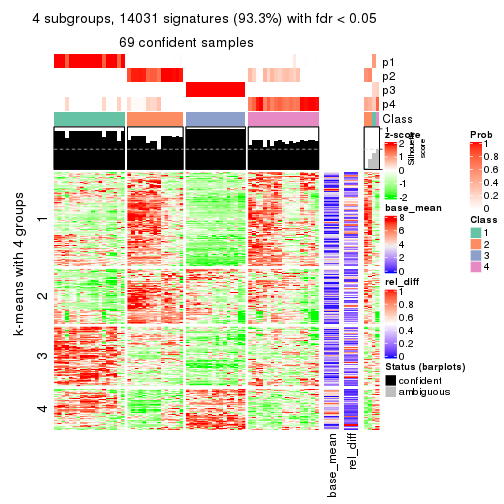 4 subgroups, 14031 signatures (93.3%) with fdr < 0.05
69 confident samples
p1
p2
p3
p4
Class
1
Silhouette
score
z-score
2
1
0
-1
-2
base_mean
8
6
4
2
0
rel_diff
1
0.8
0.6
0.4
0.2
0
Status (barplots)
confident
ambiguous
Prob
1
0.8
0.6
0.4
0.2
0
Class
1
2
3
4
k-means with 4 groups
1
2
3
4
base_mean
rel_diff